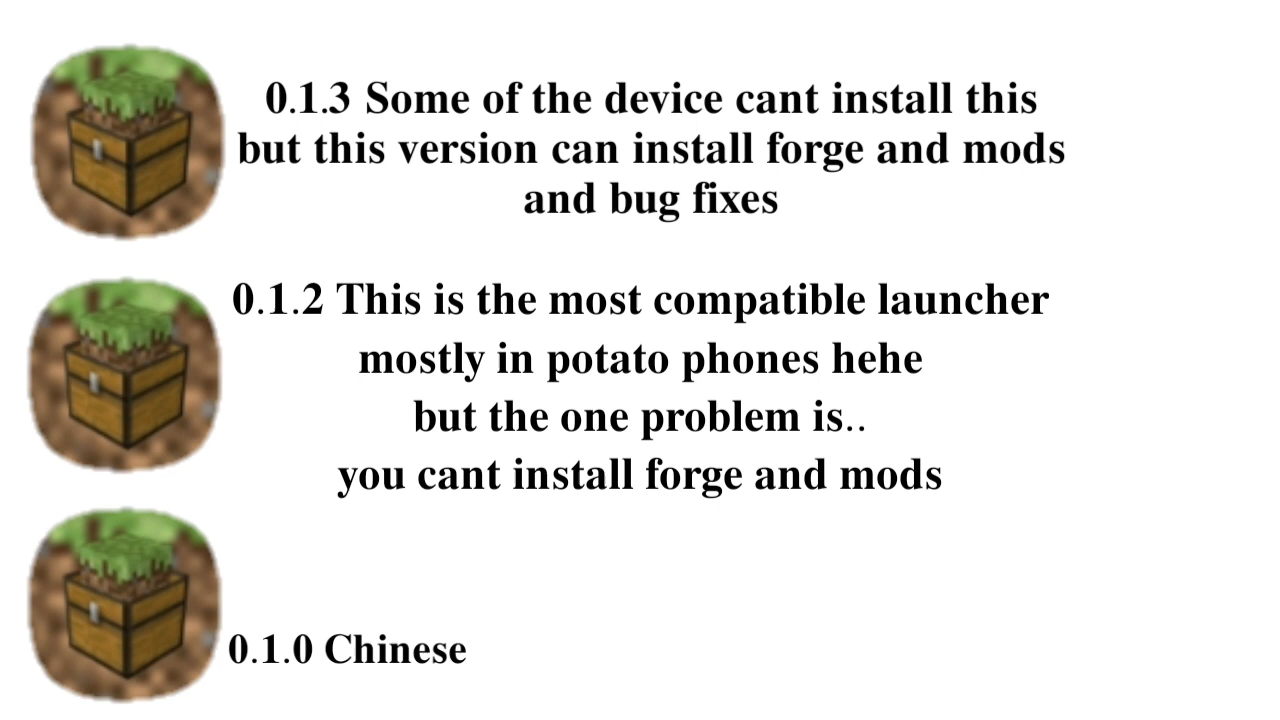 0.1.3 Some of the device cant install this
but this version can install forge and mods
and bug fixes
0.1.2 This is the most compatible launcher
mostly in potato phones hehe
but the one problem is..
you cant install forge and mods
0.1.0 Chinese